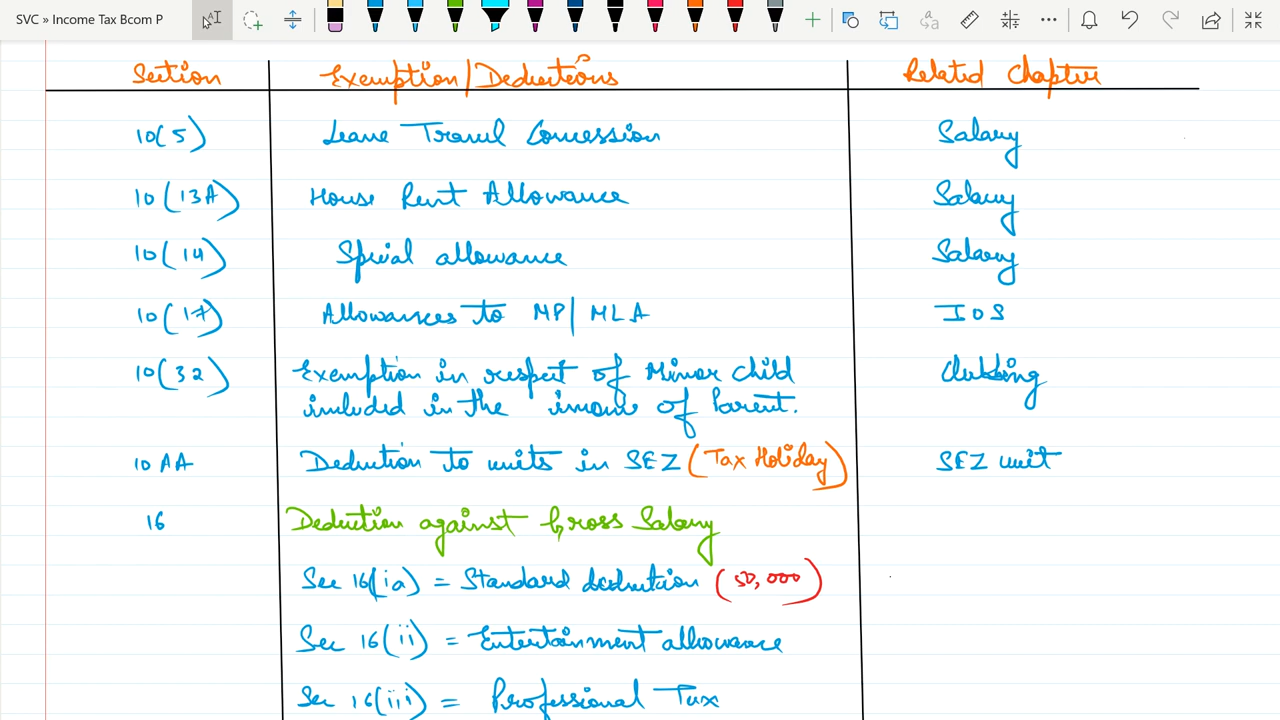 SVC » Income Tax Bcom P
Section Exemption/Deductions Related Chapter
10(5) Leave Travel Concession Salary
10(13A) House Rent Allowance Salary
10(14) Special allowance Salary
10(17) Allowances to MP/MLA IOS
10(32) Exemption in respect of Minor child Clubbing
included in the income of Parent.
10AA Deduction to units in SEZ (Tax Holiday) SEZ unit
16 Deduction against Gross Salary
Sec 16(ia) = Standard deduction (50,000)
Sec 16(ii) = Entertainment allowance
Sec 16(iii) = Professional Tax